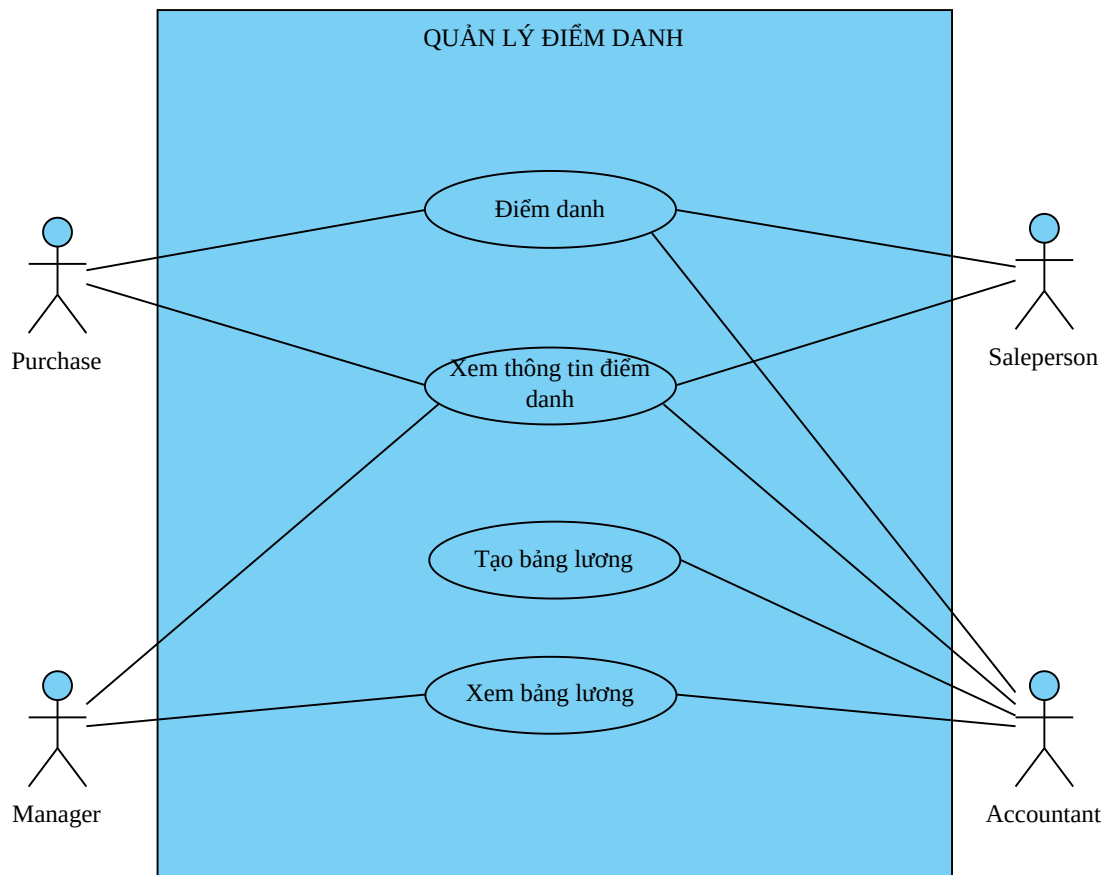 QUẢN LÝ ĐIỂM DANH
Điểm danh
Purchase
Saleperson
Xem thông tin điểm
danh
Tạo bảng lương
Xem bảng lương
Manager
Accountant